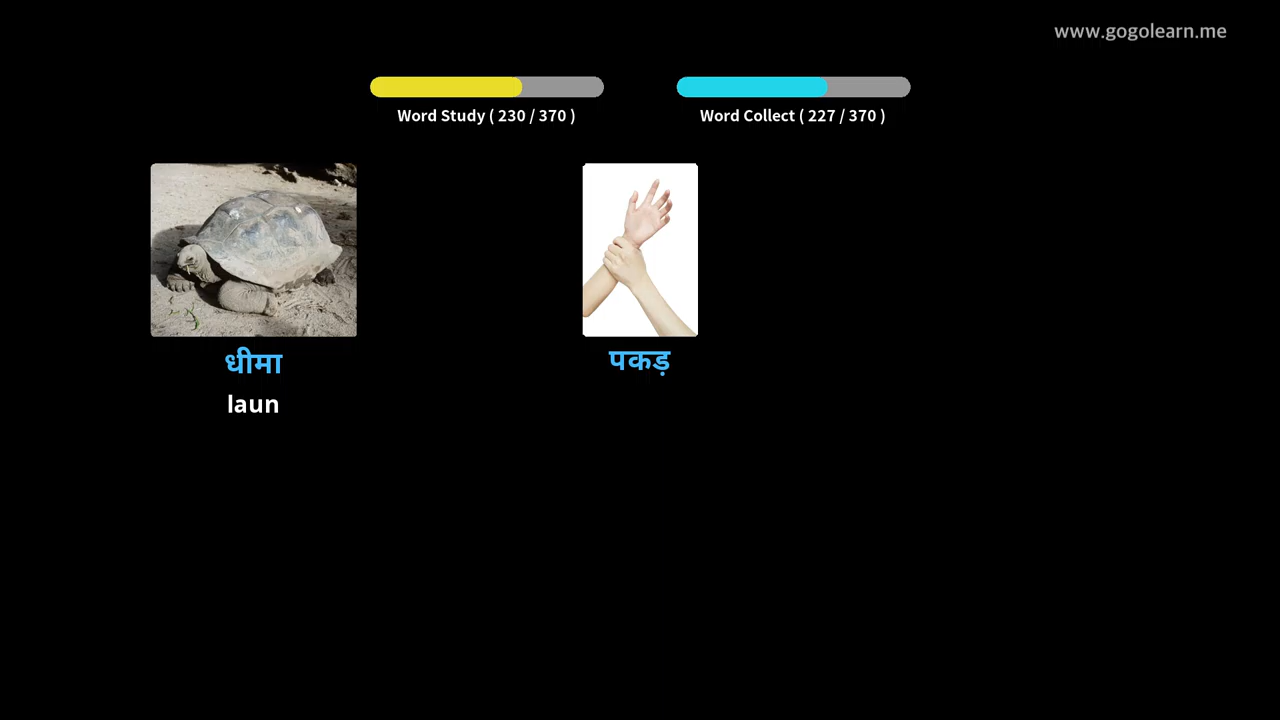 www.gogolearn.me
Word Study ( 230 / 370 )
Word Collect ( 227 / 370 )
धीमा
पकड़
laun